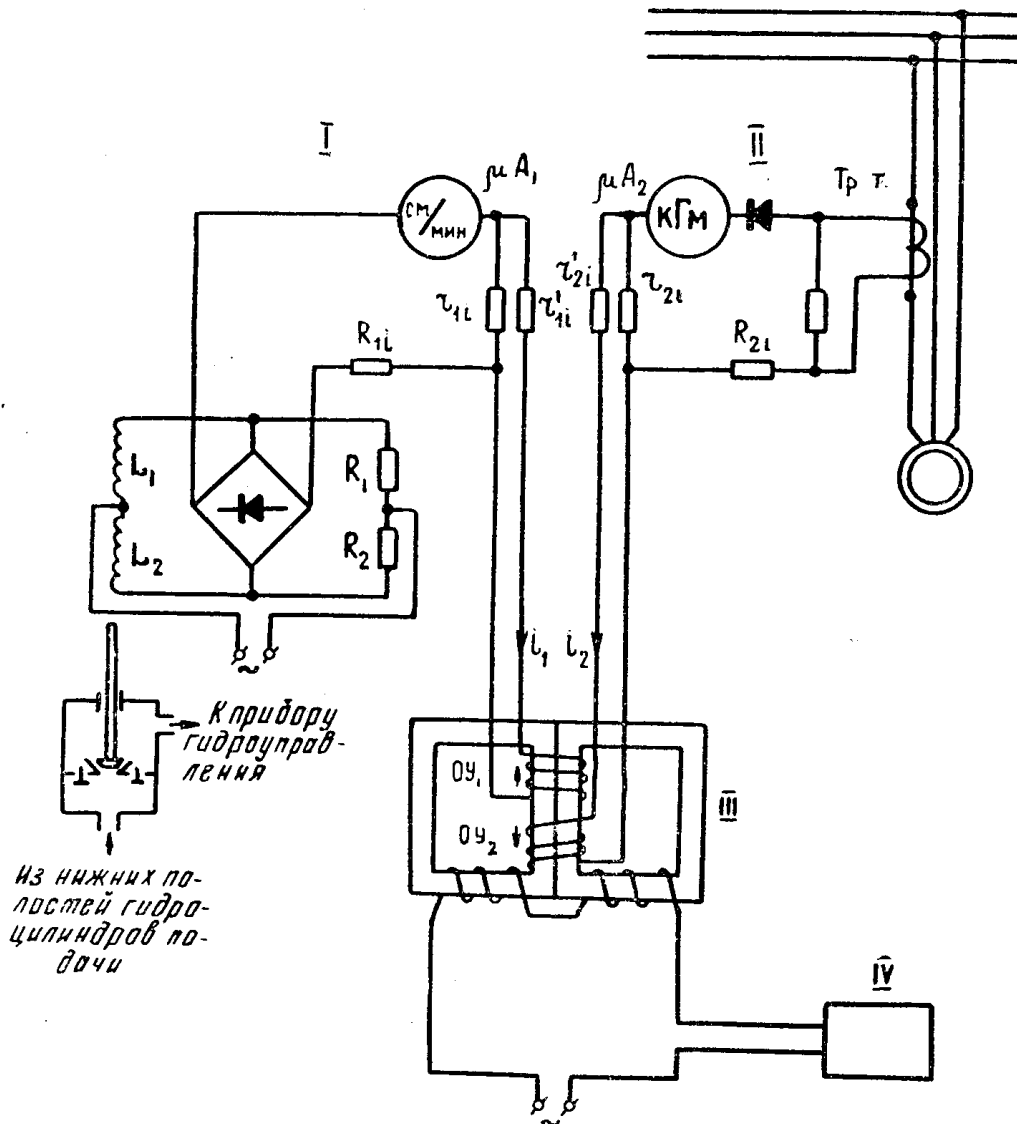 I
II
μA₁
μA₂
Тр т.
см/мин
кГм
r₁ᵢ
r'₁ᵢ
r'₂ᵢ
r₂ᵢ
R₁ᵢ
R₂ᵢ
L₁
L₂
R₁
R₂
~
i₁
i₂
К прибору
гидроуправ-
ления
ОУ₁
ОУ₂
III
Из нижних по-
лостей гидро-
цилиндров по-
дачи
IV
~